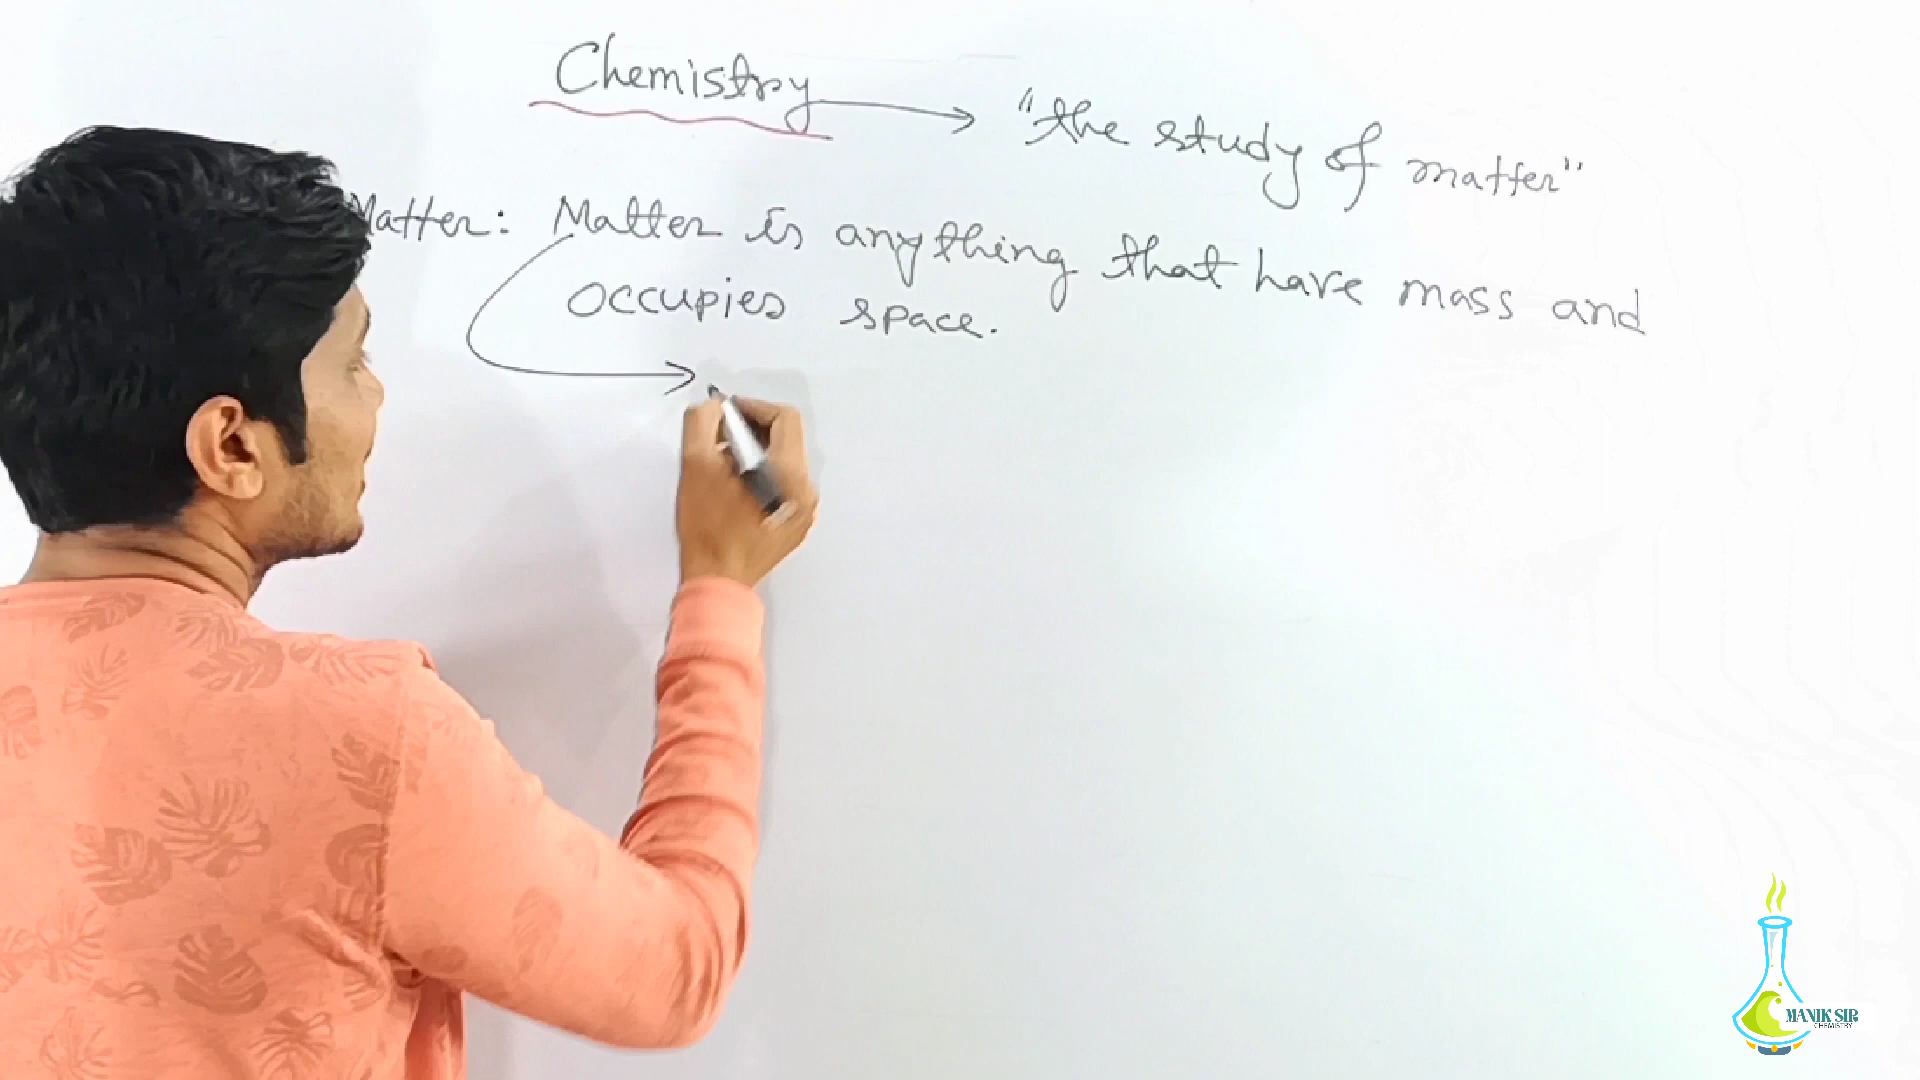 Chemistry → "the study of matter"
Matter: Matter is anything that have mass and
occupies space.
MANIK SIR
CHEMISTRY